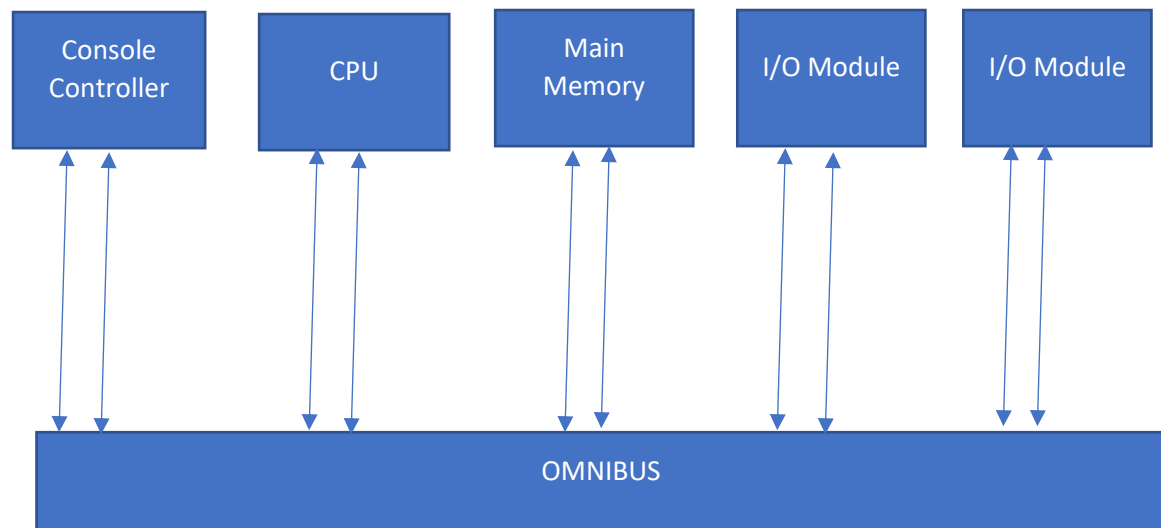 Console
Controller
CPU
Main
Memory
I/O Module
I/O Module
OMNIBUS